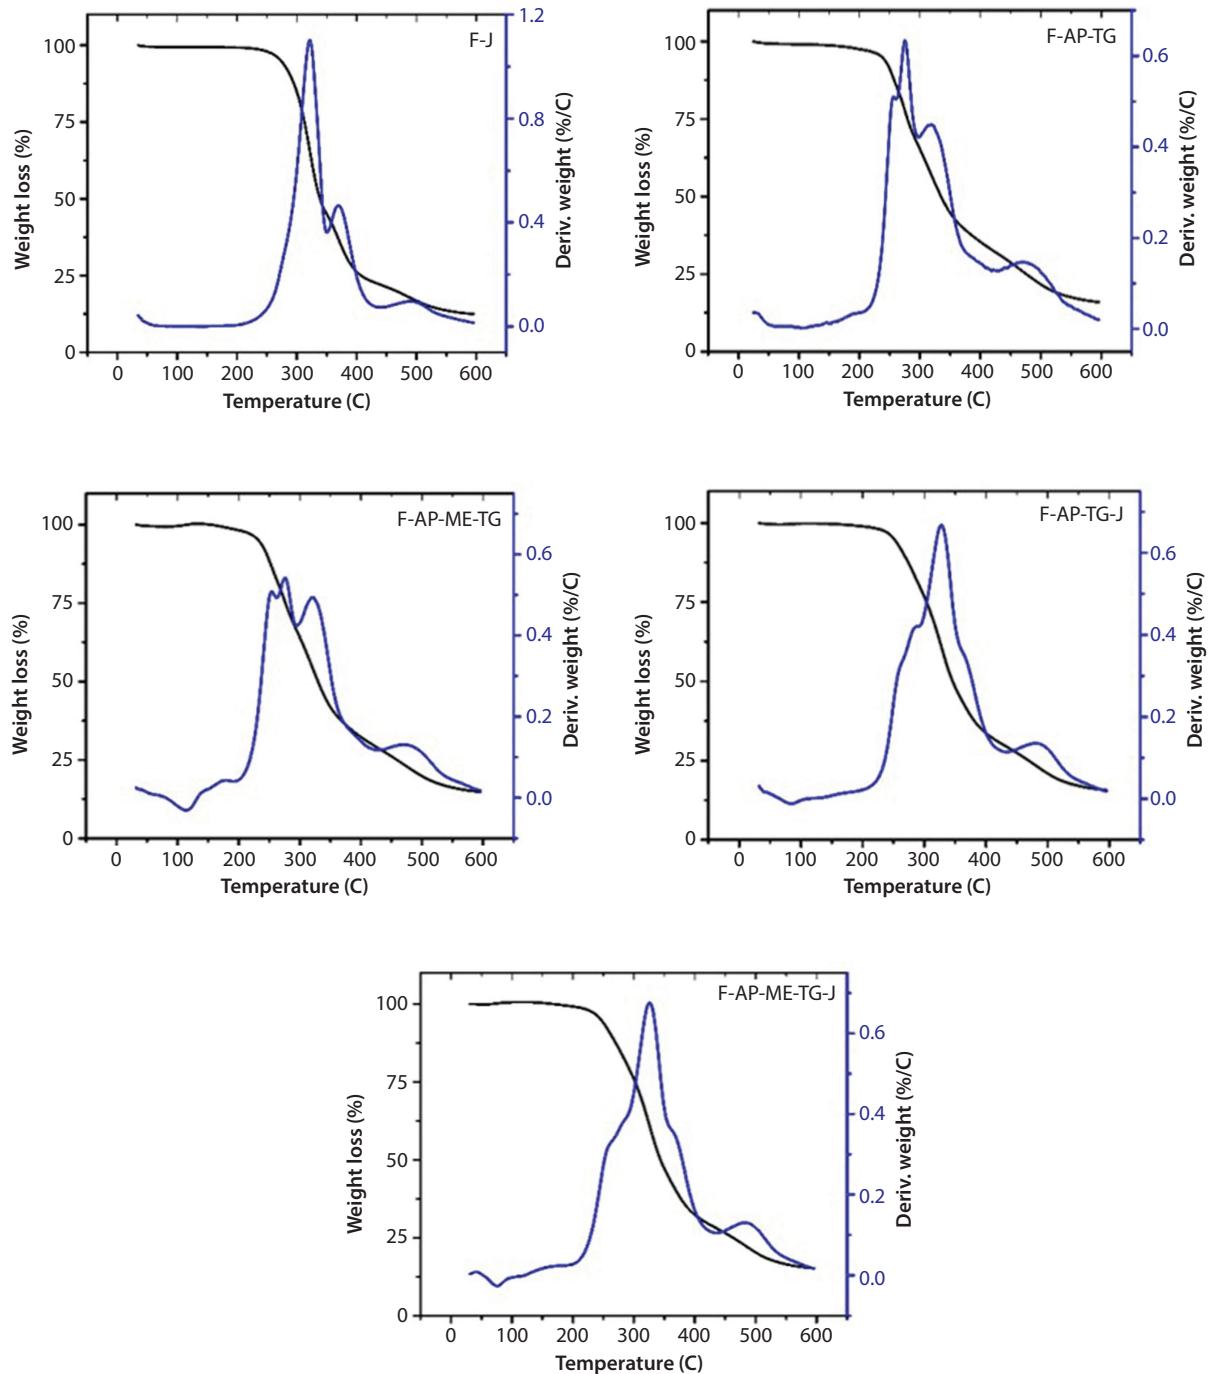 F-J
100
75
50
25
0
Weight loss (%)
1.2
0.8
0.4
0.0
Deriv. weight (%/C)
0 100 200 300 400 500 600
Temperature (C)
F-AP-TG
100
75
50
25
0
Weight loss (%)
0.6
0.4
0.2
0.0
Deriv. weight (%/C)
0 100 200 300 400 500 600
Temperature (C)
F-AP-ME-TG
100
75
50
25
0
Weight loss (%)
0.6
0.4
0.2
0.0
Deriv. weight (%/C)
0 100 200 300 400 500 600
Temperature (C)
F-AP-TG-J
100
75
50
25
0
Weight loss (%)
0.6
0.4
0.2
0.0
Deriv. weight (%/C)
0 100 200 300 400 500 600
Temperature (C)
F-AP-ME-TG-J
100
75
50
25
0
Weight loss (%)
0.6
0.4
0.2
0.0
Deriv. weight (%/C)
0 100 200 300 400 500 600
Temperature (C)